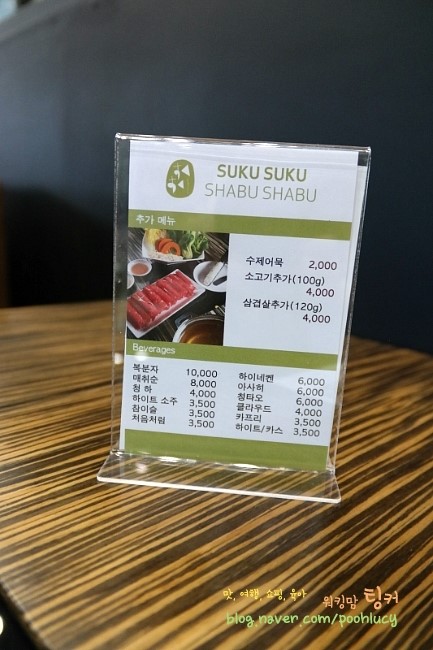 SUKU SUKU
SHABU SHABU
추가 메뉴
수제어묵 2,000
소고기추가(100g)
4,000
삼겹살추가(120g)
4,000
Beverages
복분자 10,000
매취순 8,000
청 하 4,000
하이트 소주 3,500
참이슬 3,500
처음처럼 3,500
하이네켄 6,000
아사히 6,000
칭타오 6,000
클라우드 4,000
카프리 3,500
하이트/카스 3,500
맛, 여행, 쇼핑, 육아
워킹맘 팅커
blog.naver.com/poohlucy